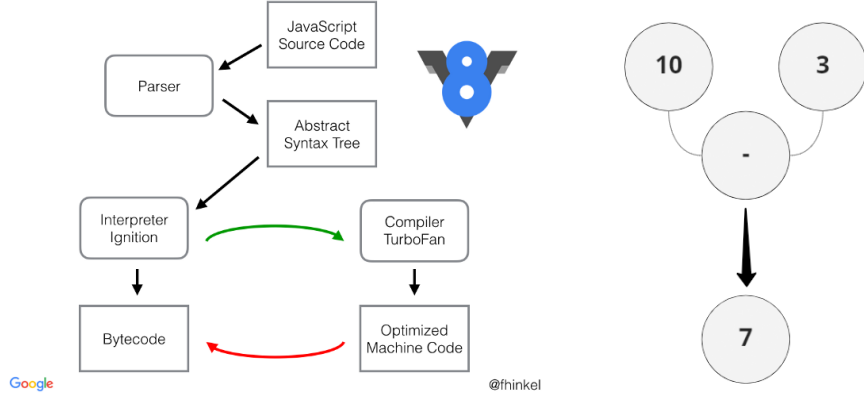 JavaScript
Source Code
Parser
Abstract
Syntax Tree
Interpreter
Ignition
Compiler
TurboFan
Bytecode
Optimized
Machine Code
Google
@fhinkel
10
3
-
7